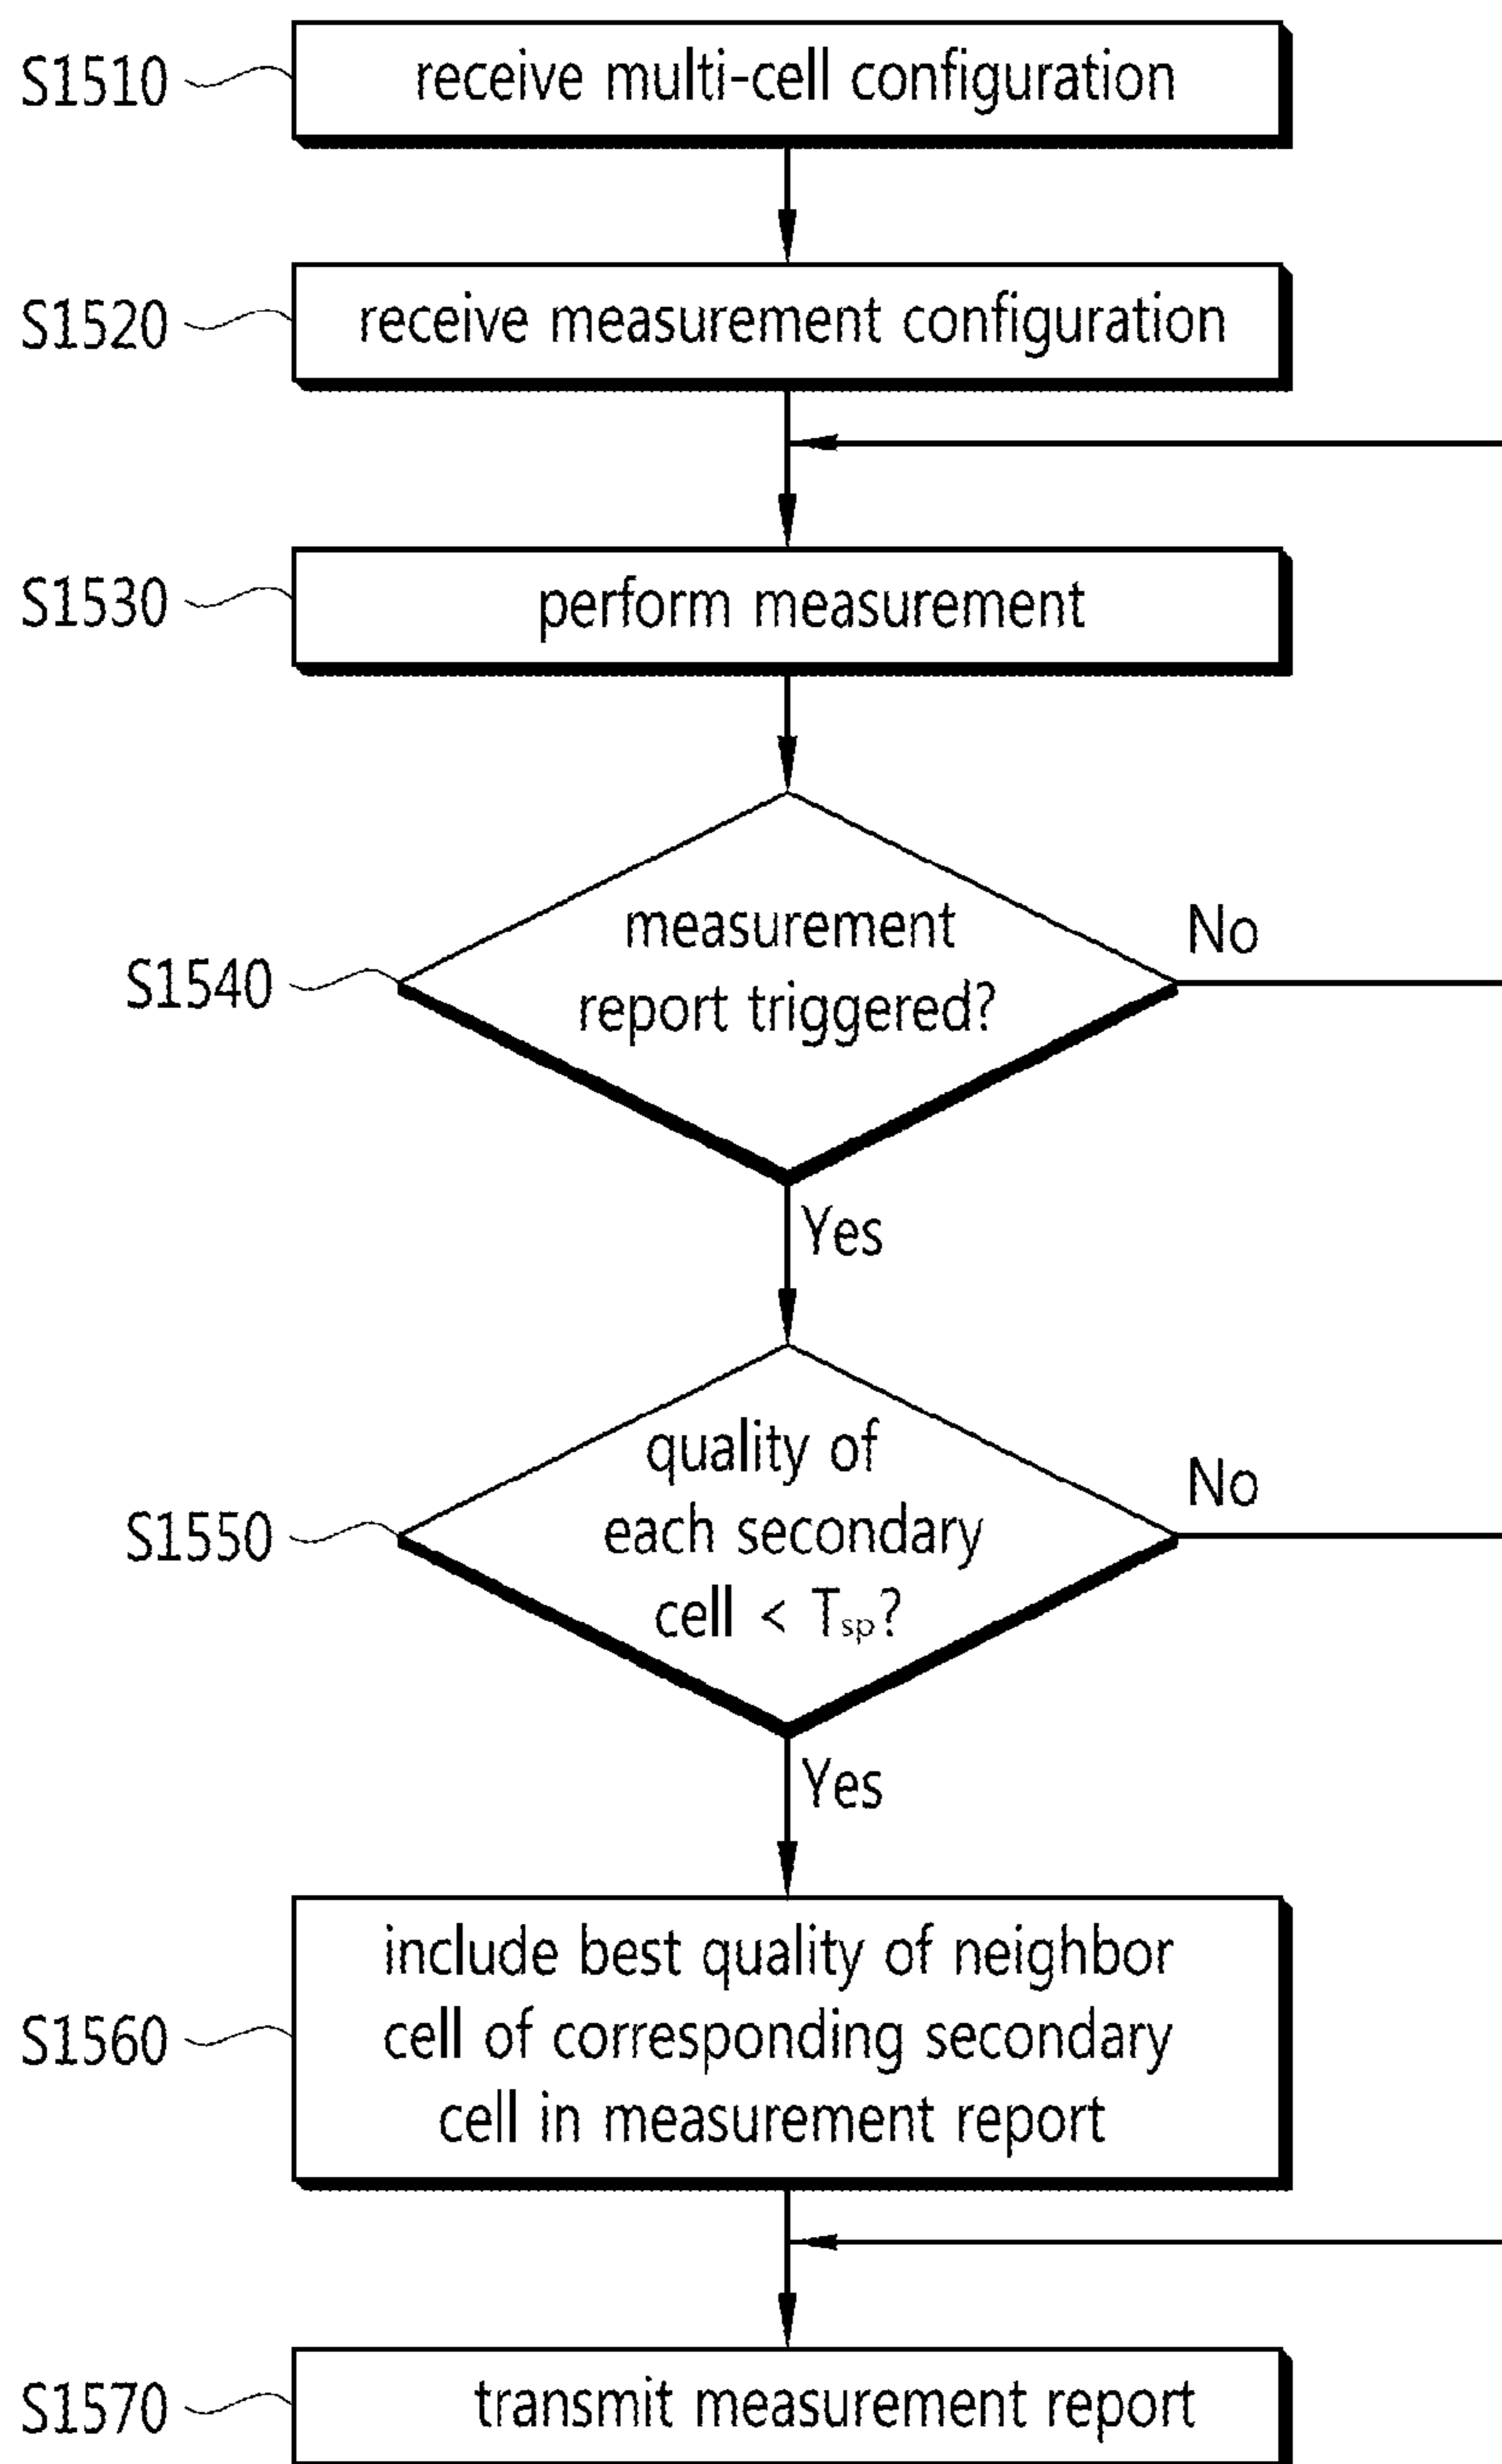 S1510
receive multi-cell configuration
S1520
receive measurement configuration
S1530
perform measurement
S1540
measurement
report triggered?
No
Yes
S1550
quality of
each secondary
cell < Tsp?
No
Yes
S1560
include best quality of neighbor
cell of corresponding secondary
cell in measurement report
S1570
transmit measurement report